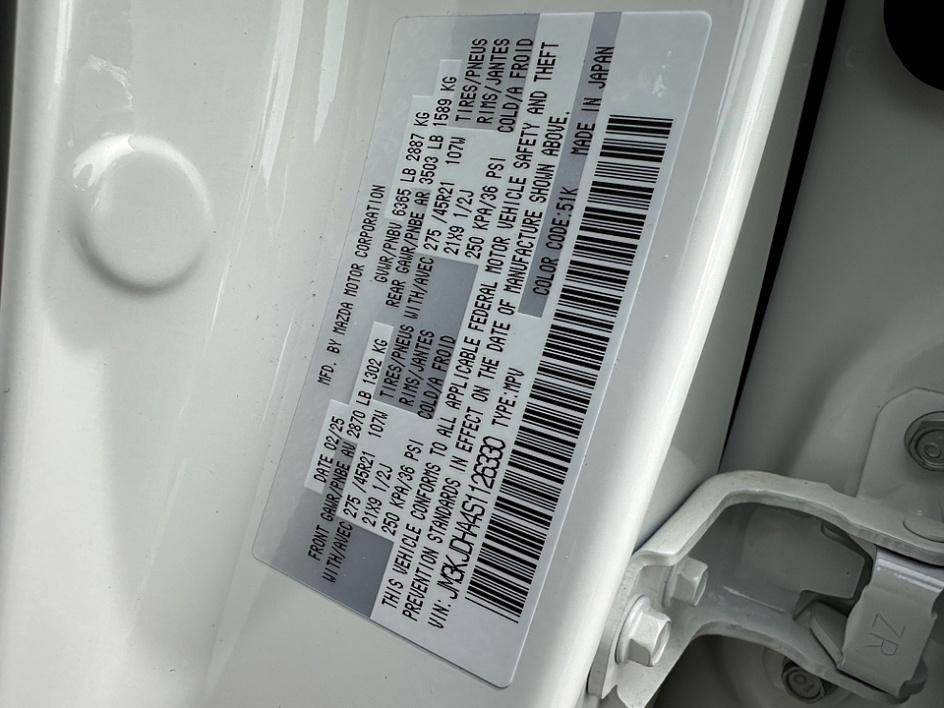 MFD. BY MAZDA MOTOR CORPORATION
DATE 02/25 GVWR/PNBV 6365 LB 2887 KG
FRONT GAWR/PNBE AV 2870 LB 1302 KG REAR GAWR/PNBE AR 3503 LB 1589 KG
WITH/AVEC 275 /45R21 107W TIRES/PNEUS WITH/AVEC 275 /45R21 107W TIRES/PNEUS
21X9 1/2J RIMS/JANTES 21X9 1/2J RIMS/JANTES
250 KPA/36 PSI COLD/A FROID 250 KPA/36 PSI COLD/A FROID
THIS VEHICLE CONFORMS TO ALL APPLICABLE FEDERAL MOTOR VEHICLE SAFETY AND THEFT
PREVENTION STANDARDS IN EFFECT ON THE DATE OF MANUFACTURE SHOWN ABOVE.
VIN: JM3KJDHA4S1126330 TYPE:MPV COLOR CODE:51K MADE IN JAPAN
ZR